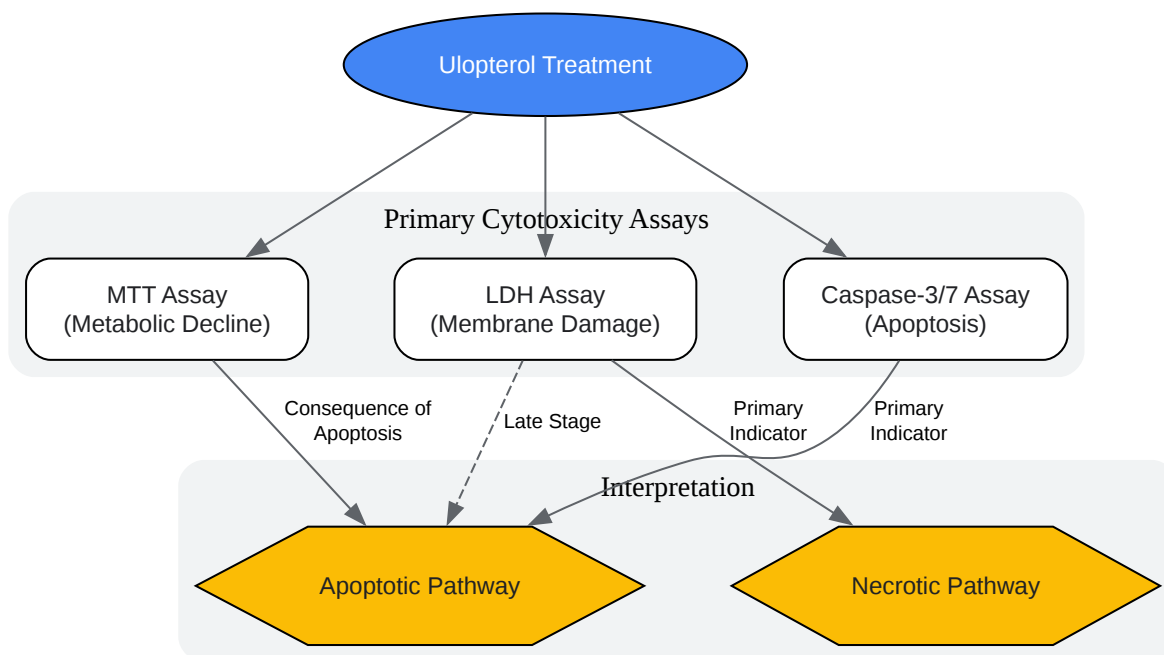 Ulopterol Treatment
Primary Cytotoxicity Assays
MTT Assay
(Metabolic Decline)
LDH Assay
(Membrane Damage)
Caspase-3/7 Assay
(Apoptosis)
Consequence of
Apoptosis
Late Stage
Primary
Indicator
Primary
Indicator
Interpretation
Apoptotic Pathway
Necrotic Pathway